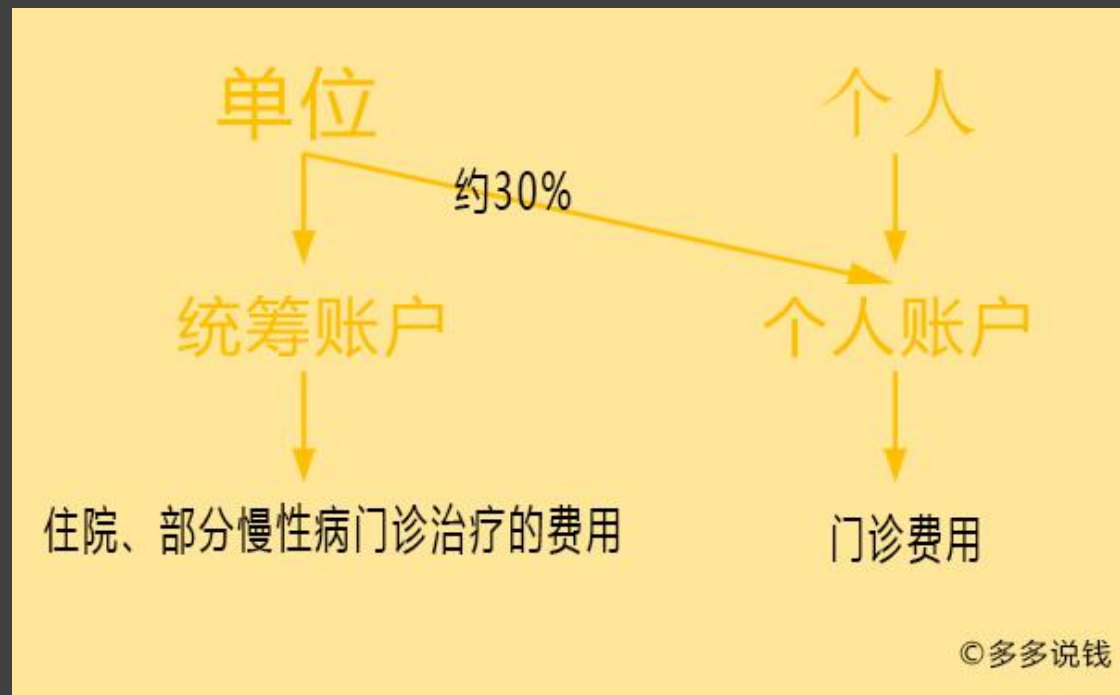 单位
个人
约30%
统筹账户
个人账户
住院、部分慢性病门诊治疗的费用
门诊费用
©多多说钱